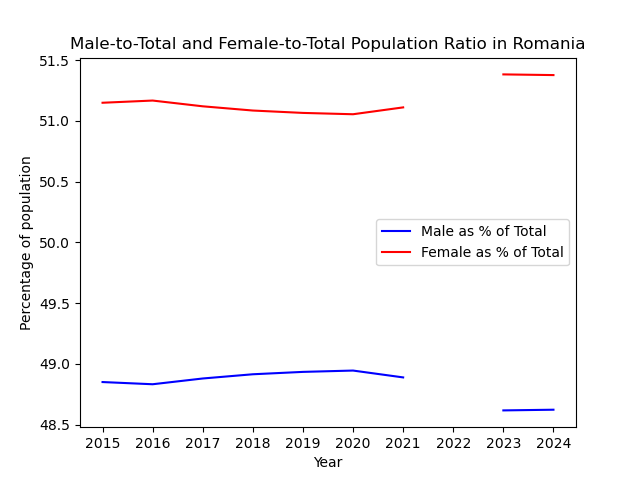 Male-to-Total and Female-to-Total Population Ratio in Romania
51.5
51.0
50.5
50.0
49.5
49.0
48.5
Percentage of population
Male as % of Total
Female as % of Total
2015 2016 2017 2018 2019 2020 2021 2022 2023 2024
Year